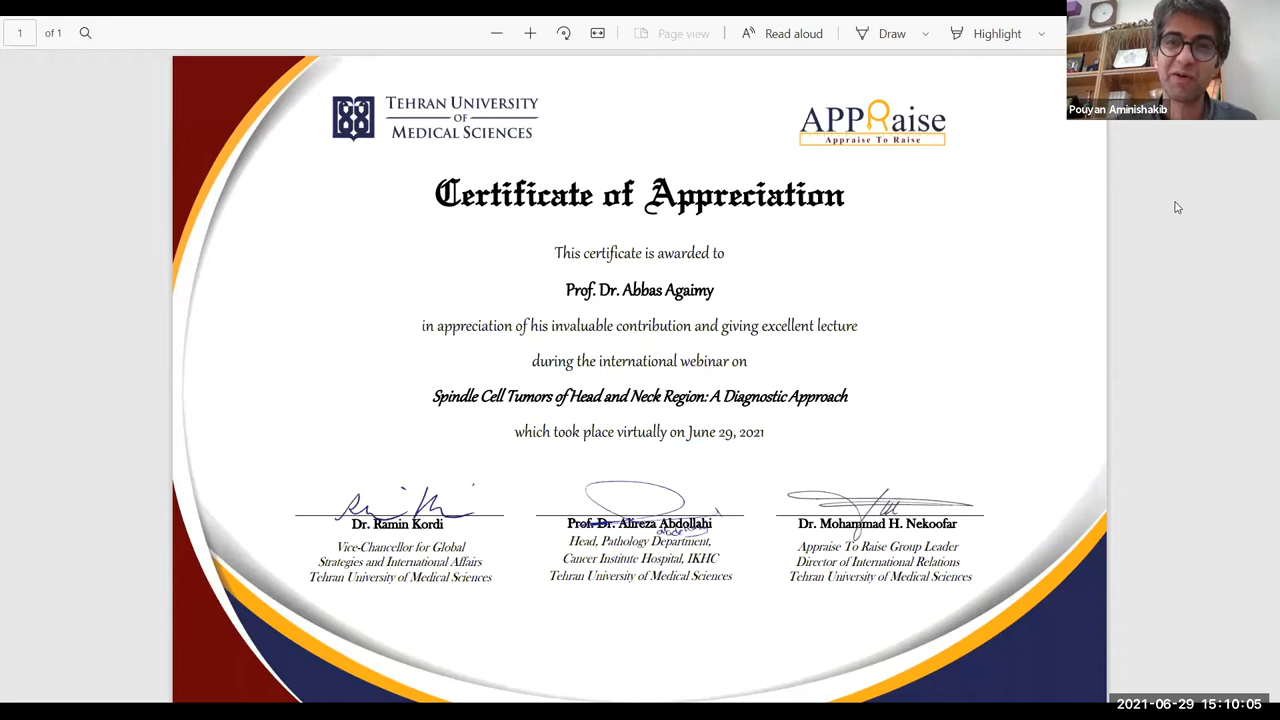 1 of 1
Page view
Read aloud
Draw
Highlight
Pouyan Aminishakib
TEHRAN UNIVERSITY
OF
MEDICAL SCIENCES
APPRaise
Appraise To Raise
Certificate of Appreciation
This certificate is awarded to
Prof. Dr. Abbas Agaimy
in appreciation of his invaluable contribution and giving excellent lecture
during the international webinar on
Spindle Cell Tumors of Head and Neck Region: A Diagnostic Approach
which took place virtually on June 29, 2021
Dr. Ramin Kordi
Vice-Chancellor for Global
Strategies and International Affairs
Tehran University of Medical Sciences
Prof. Dr. Alireza Abdollahi
Head, Pathology Department,
Cancer Institute Hospital, IKHC
Tehran University of Medical Sciences
Dr. Mohammad H. Nekoofar
Appraise To Raise Group Leader
Director of International Relations
Tehran University of Medical Sciences
2021-06-29 15:10:05